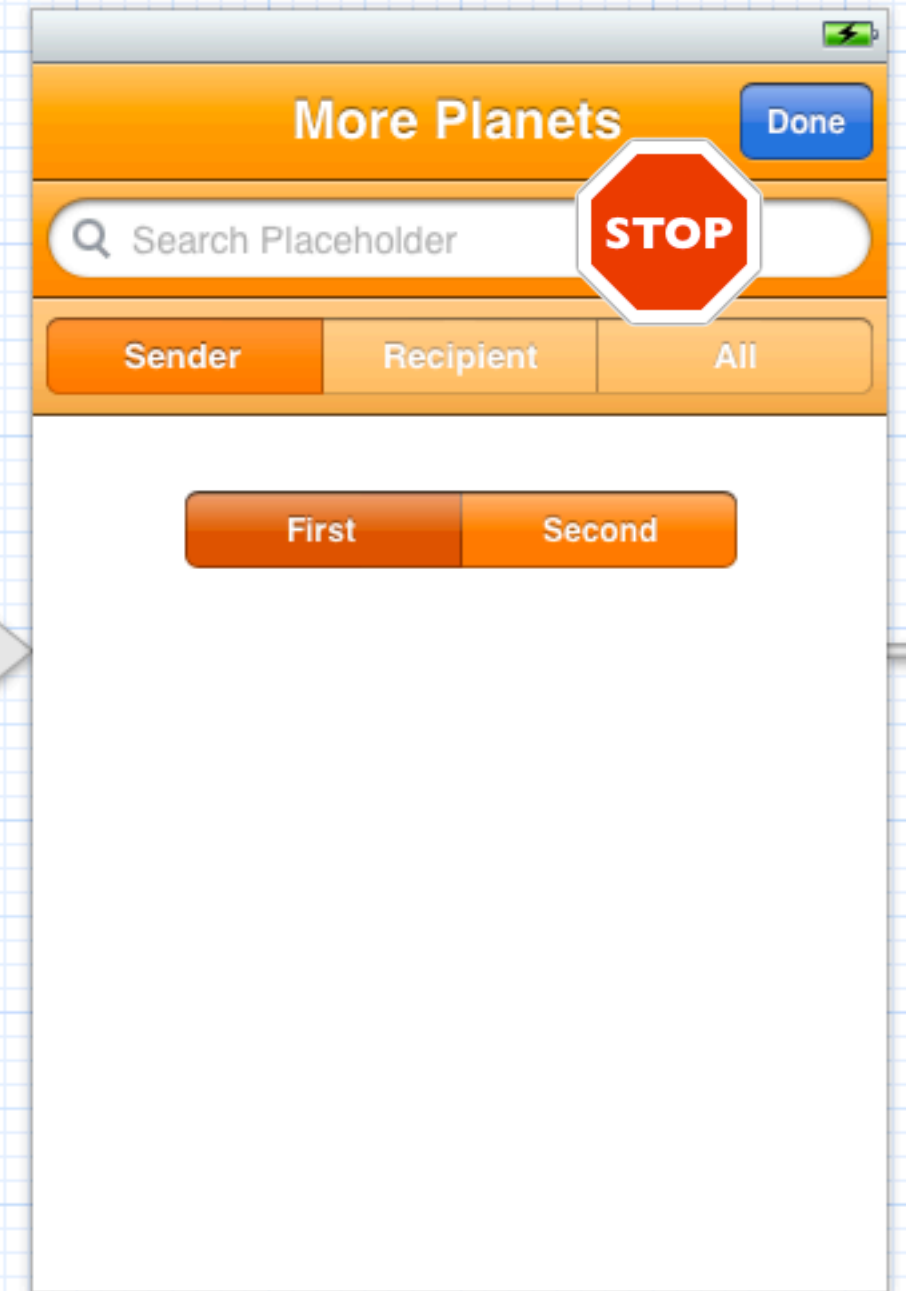 More Planets
Done
STOP
Search Placeholder
Sender Recipient All
First Second